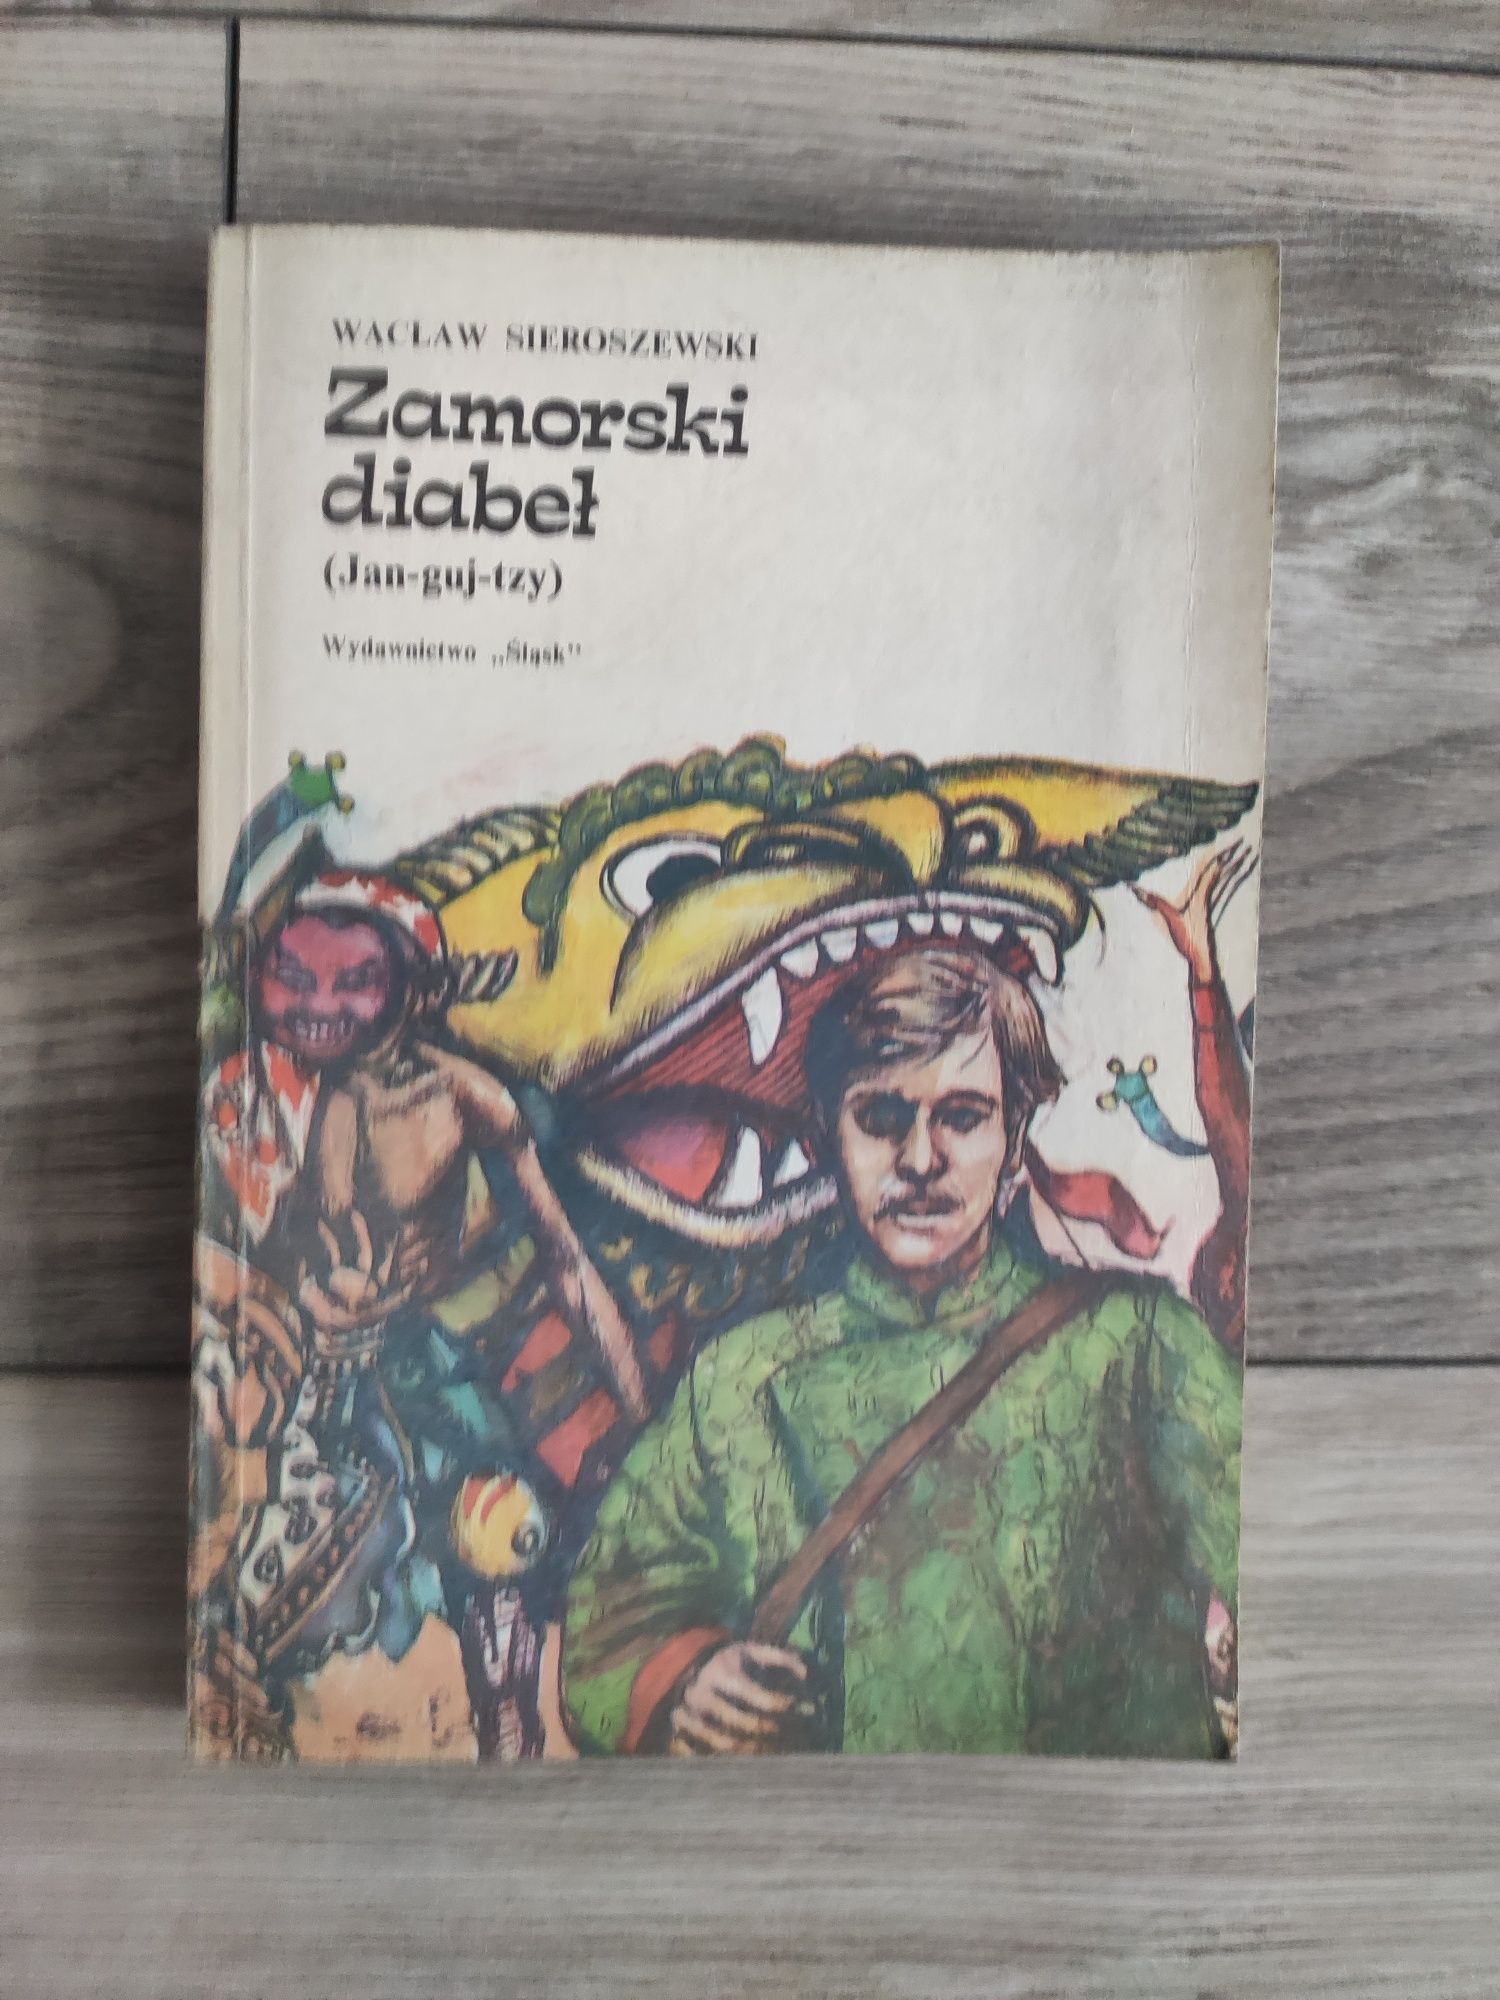 WACŁAW SIEROSZEWSKI
Zamorski
diabeł
(Jan-guj-tzy)
Wydawnictwo „Śląsk”